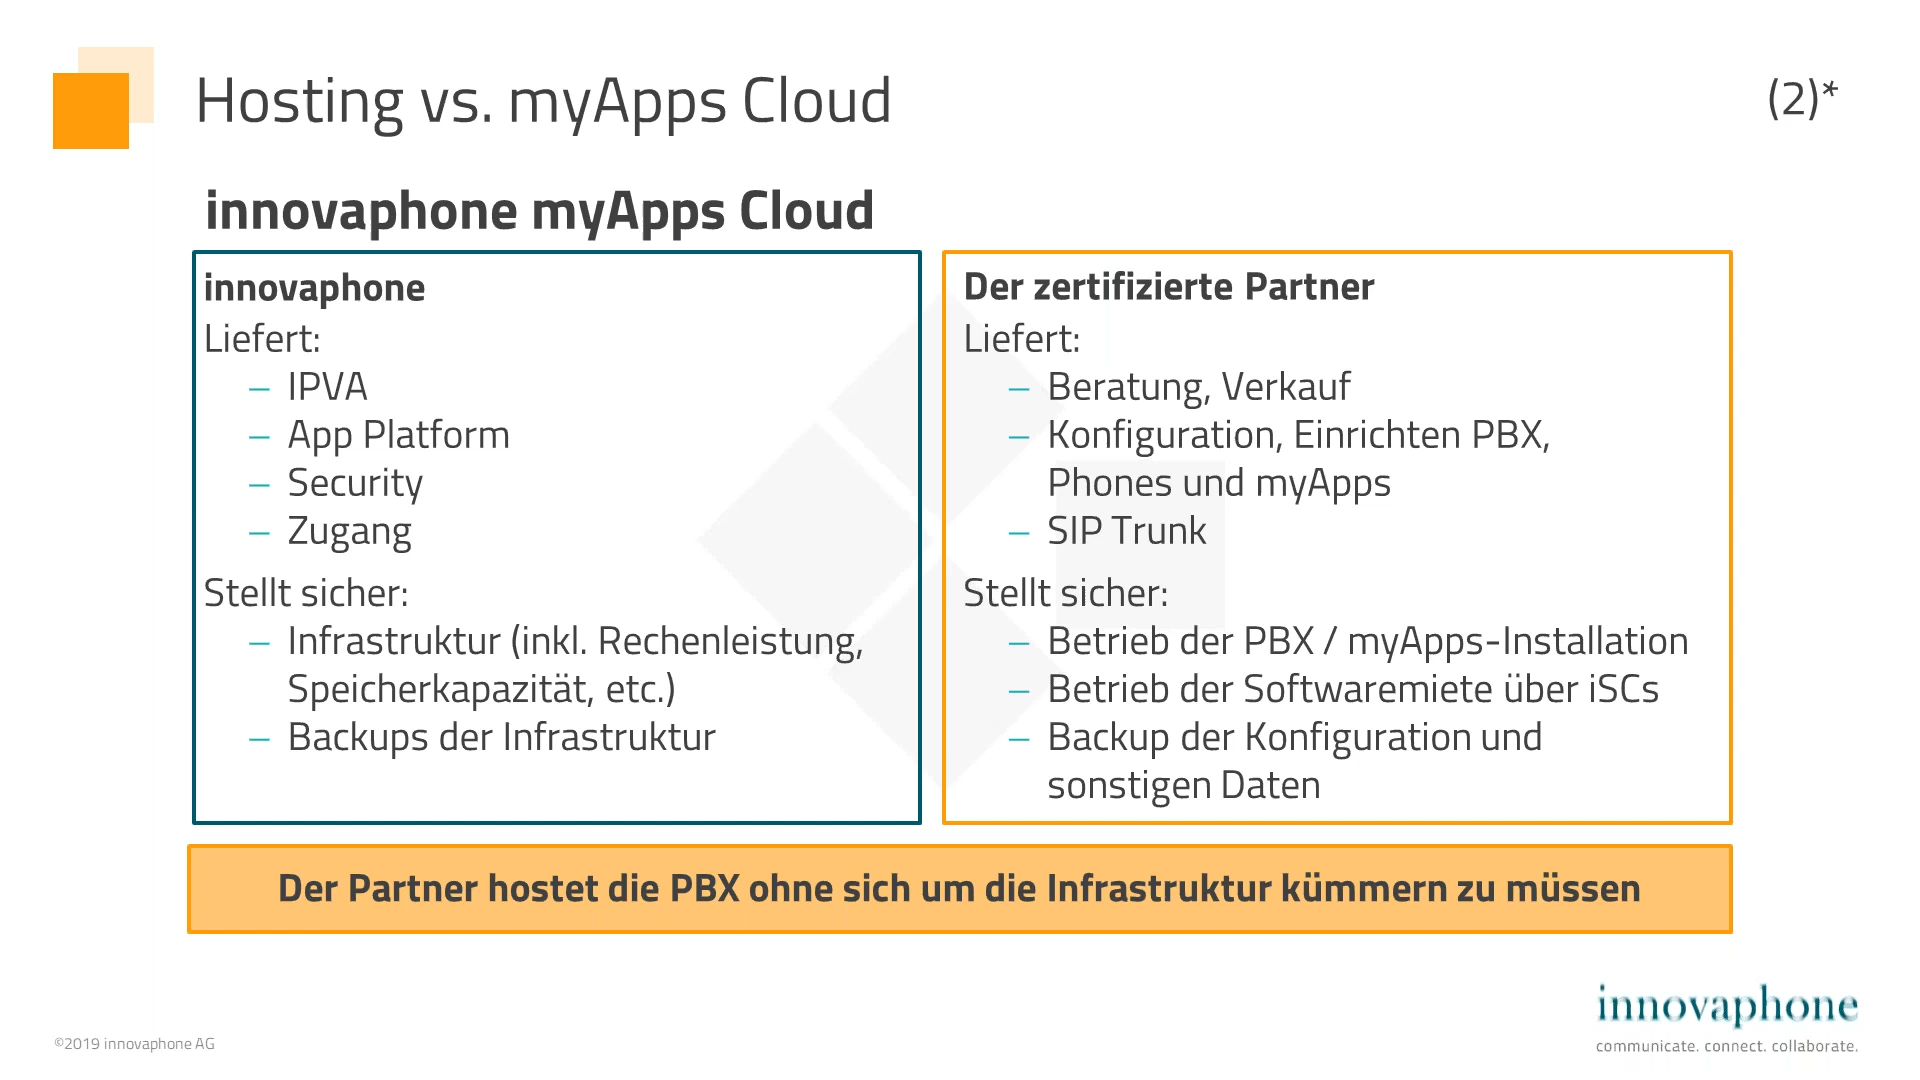 Hosting vs. myApps Cloud
(2)*
innovaphone myApps Cloud
innovaphone
Liefert:
– IPVA
– App Platform
– Security
– Zugang
Stellt sicher:
– Infrastruktur (inkl. Rechenleistung,
Speicherkapazität, etc.)
– Backups der Infrastruktur
Der zertifizierte Partner
Liefert:
– Beratung, Verkauf
– Konfiguration, Einrichten PBX,
Phones und myApps
– SIP Trunk
Stellt sicher:
– Betrieb der PBX / myApps-Installation
– Betrieb der Softwaremiete über iSCs
– Backup der Konfiguration und
sonstigen Daten
Der Partner hostet die PBX ohne sich um die Infrastruktur kümmern zu müssen
innovaphone
communicate. connect. collaborate.
©2019 innovaphone AG